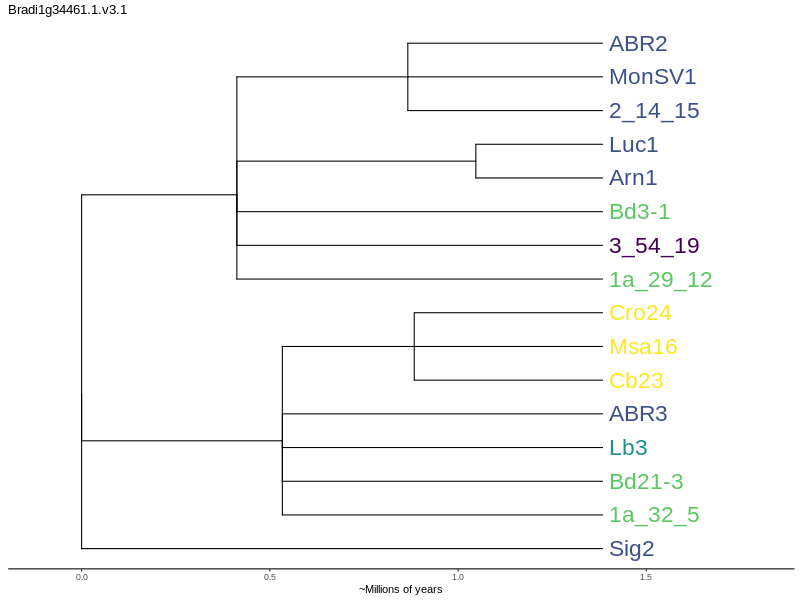 Bradi1g34461.1.v3.1
ABR2
MonSV1
2_14_15
Luc1
Arn1
Bd3-1
3_54_19
1a_29_12
Cro24
Msa16
Cb23
ABR3
Lb3
Bd21-3
1a_32_5
Sig2
0.0 0.5 1.0 1.5
~Millions of years